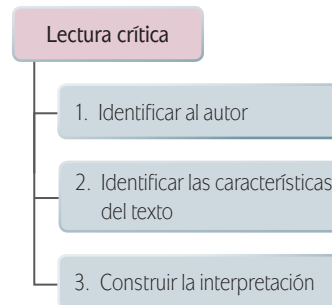 Lectura crítica
1. Identificar al autor
2. Identificar las características
del texto
3. Construir la interpretación